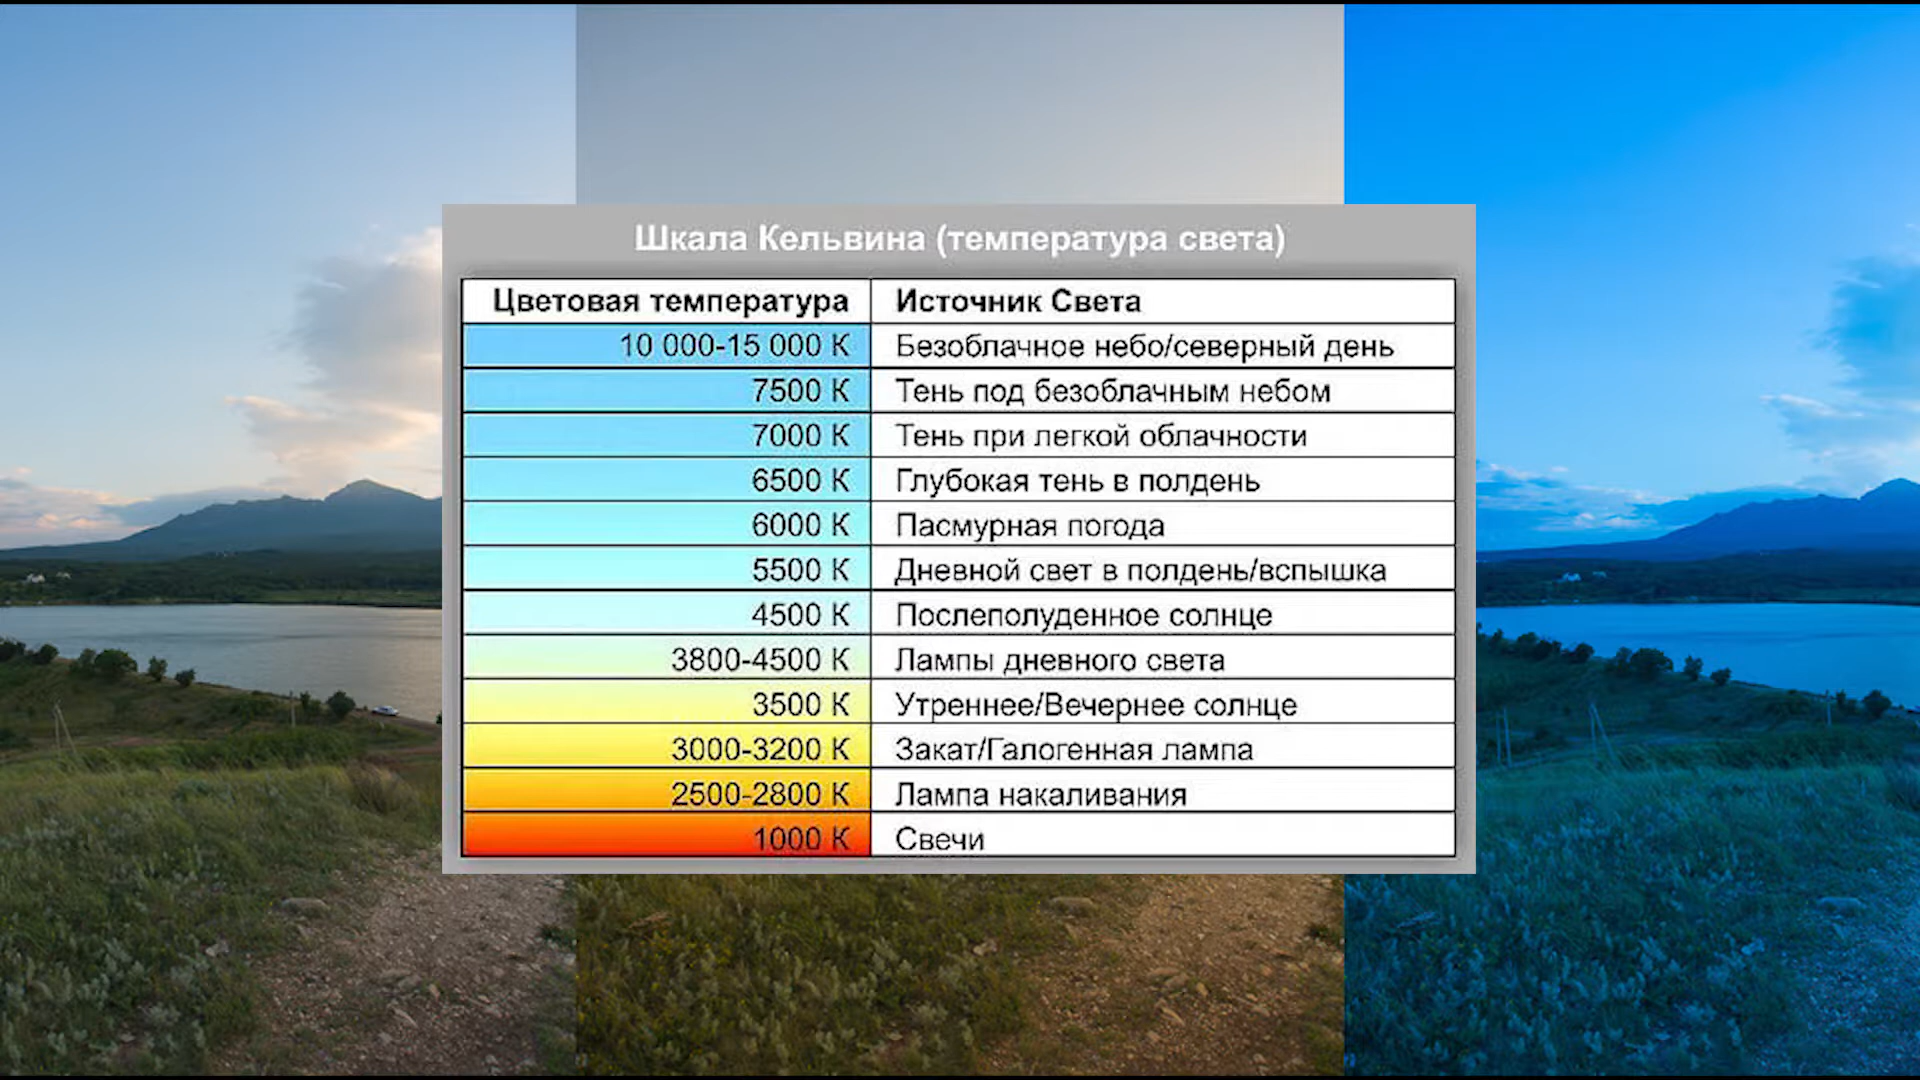 Шкала Кельвина (температура света)
Цветовая температура Источник Света
10 000-15 000 К Безоблачное небо/северный день
7500 К Тень под безоблачным небом
7000 К Тень при легкой облачности
6500 К Глубокая тень в полдень
6000 К Пасмурная погода
5500 К Дневной свет в полдень/вспышка
4500 К Послеполуденное солнце
3800-4500 К Лампы дневного света
3500 К Утреннее/Вечернее солнце
3000-3200 К Закат/Галогенная лампа
2500-2800 К Лампа накаливания
1000 К Свечи